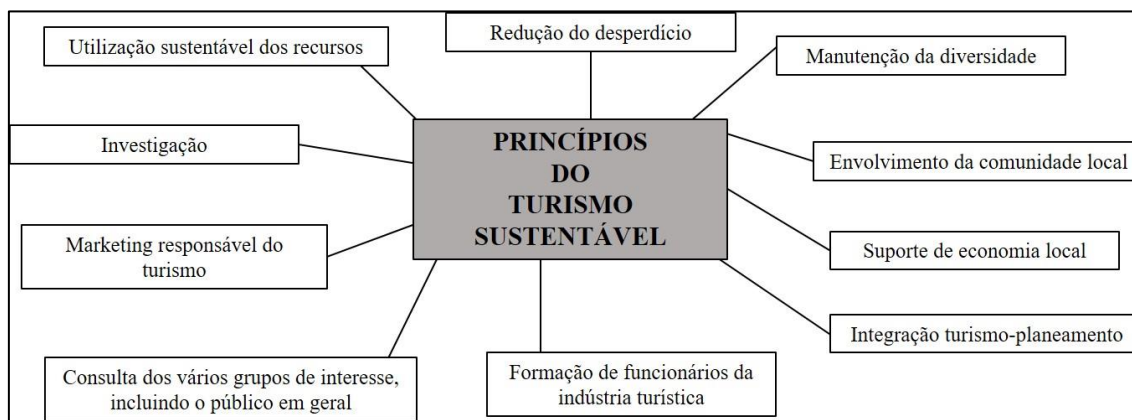 Redução do desperdício
Utilização sustentável dos recursos
Manutenção da diversidade
Investigação
PRINCÍPIOS
DO
TURISMO
SUSTENTÁVEL
Envolvimento da comunidade local
Marketing responsável do
turismo
Suporte de economia local
Integração turismo-planeamento
Consulta dos vários grupos de interesse,
incluindo o público em geral
Formação de funcionários da
indústria turística